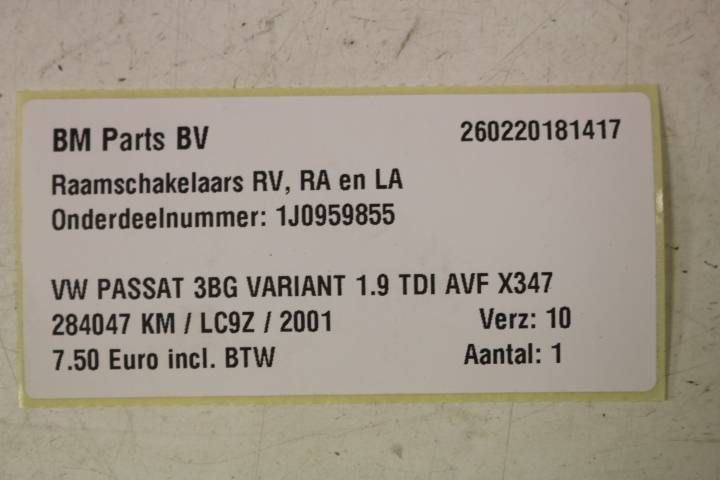 BM Parts BV 260220181417
Raamschakelaars RV, RA en LA
Onderdeelnummer: 1J0959855
VW PASSAT 3BG VARIANT 1.9 TDI AVF X347
284047 KM / LC9Z / 2001 Verz: 10
7.50 Euro incl. BTW Aantal: 1